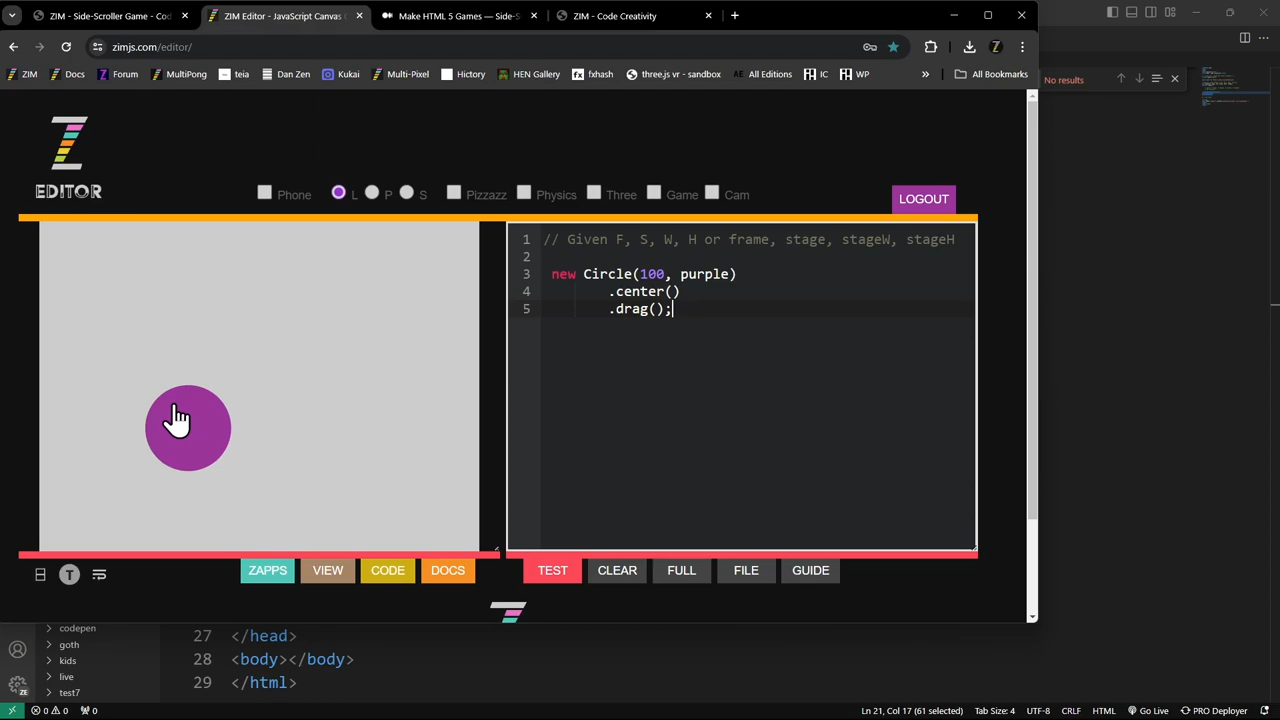 ZIM - Side-Scroller Game - Cod
ZIM Editor - JavaScript Canvas
Make HTML 5 Games — Side-S
ZIM - Code Creativity
zimjs.com/editor/
ZIM
Docs
Forum
MultiPong
teia
Dan Zen
Kukai
Multi-Pixel
Hictory
HEN Gallery
fxhash
three.js vr - sandbox
All Editions
IC
WP
All Bookmarks
No results
EDITOR
Phone
L
P
S
Pizzazz
Physics
Three
Game
Cam
LOGOUT
1 // Given F, S, W, H or frame, stage, stageW, stageH
2
3 new Circle(100, purple)
4 .center()
5 .drag();
T
ZAPPS
VIEW
CODE
DOCS
TEST
CLEAR
FULL
FILE
GUIDE
codepen
goth
kids
live
test7
27 </head>
28 <body></body>
29 </html>
0 0 0
Ln 21, Col 17 (61 selected)
Tab Size: 4
UTF-8
CRLF
HTML
Go Live
PRO Deployer